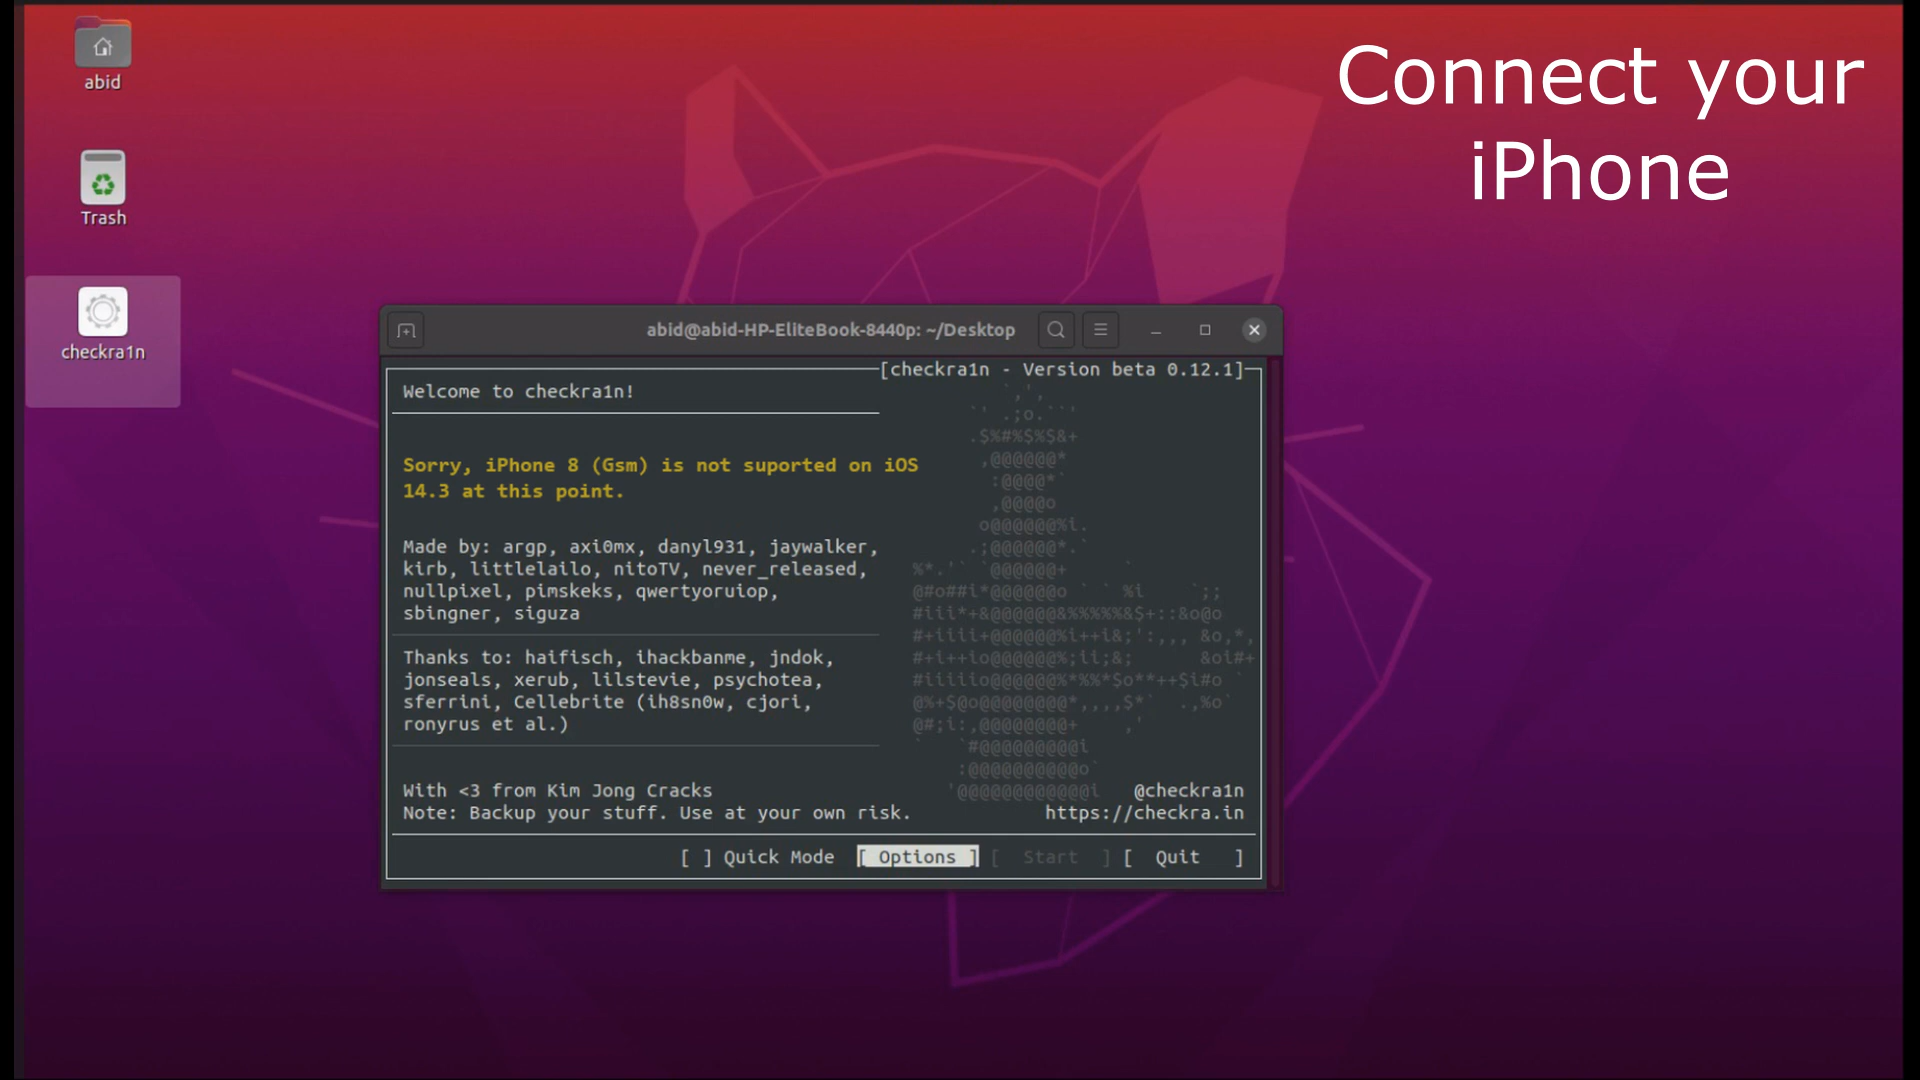 Connect your
iPhone
abid
Trash
checkra1n
abid@abid-HP-EliteBook-8440p: ~/Desktop
[checkra1n - Version beta 0.12.1]
Welcome to checkra1n!
Sorry, iPhone 8 (Gsm) is not suported on iOS
14.3 at this point.
Made by: argp, axi0mx, danyl931, jaywalker,
kirb, littlelailo, nitoTV, never_released,
nullpixel, pimskeks, qwertyoruiop,
sbingner, siguza
Thanks to: haifisch, ihackbanme, jndok,
jonseals, xerub, lilstevie, psychotea,
sferrini, Cellebrite (ih8sn0w, cjori,
ronyrus et al.)
With <3 from Kim Jong Cracks
@checkra1n
Note: Backup your stuff. Use at your own risk.
https://checkra.in
[ ] Quick Mode [ Options ] [ Start ] [ Quit ]